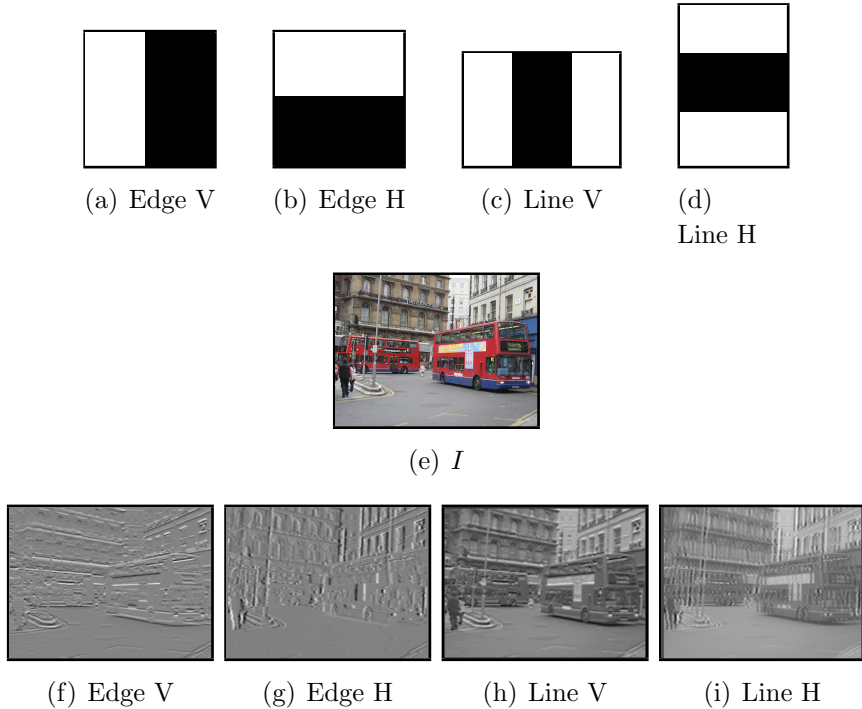 (a) Edge V
(b) Edge H
(c) Line V
(d)
Line H
(e) I
(f) Edge V
(g) Edge H
(h) Line V
(i) Line H